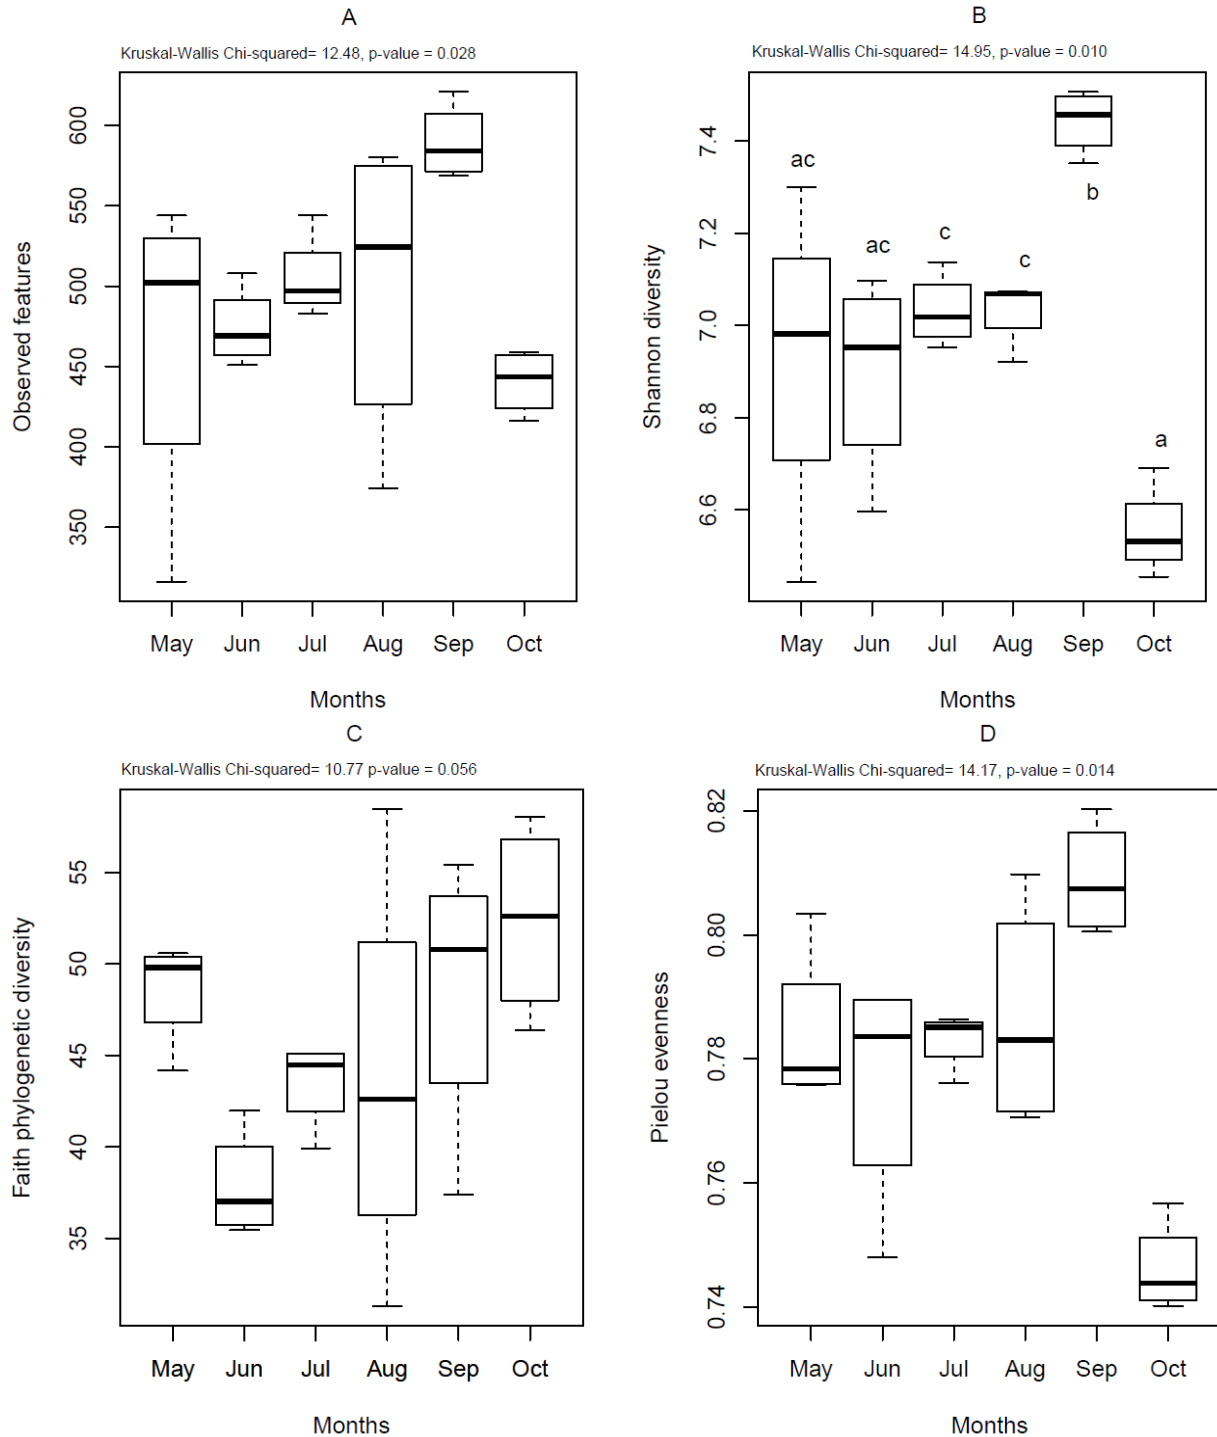 A
Kruskal-Wallis Chi-squared= 12.48, p-value = 0.028
Observed features
600
550
500
450
400
350
May Jun Jul Aug Sep Oct
Months
B
Kruskal-Wallis Chi-squared= 14.95, p-value = 0.010
Shannon diversity
7.4
7.2
7.0
6.8
6.6
ac
ac
c
c
b
a
May Jun Jul Aug Sep Oct
Months
C
Kruskal-Wallis Chi-squared= 10.77 p-value = 0.056
Faith phylogenetic diversity
55
50
45
40
35
May Jun Jul Aug Sep Oct
Months
D
Kruskal-Wallis Chi-squared= 14.17, p-value = 0.014
Pielou evenness
0.82
0.80
0.78
0.76
0.74
May Jun Jul Aug Sep Oct
Months